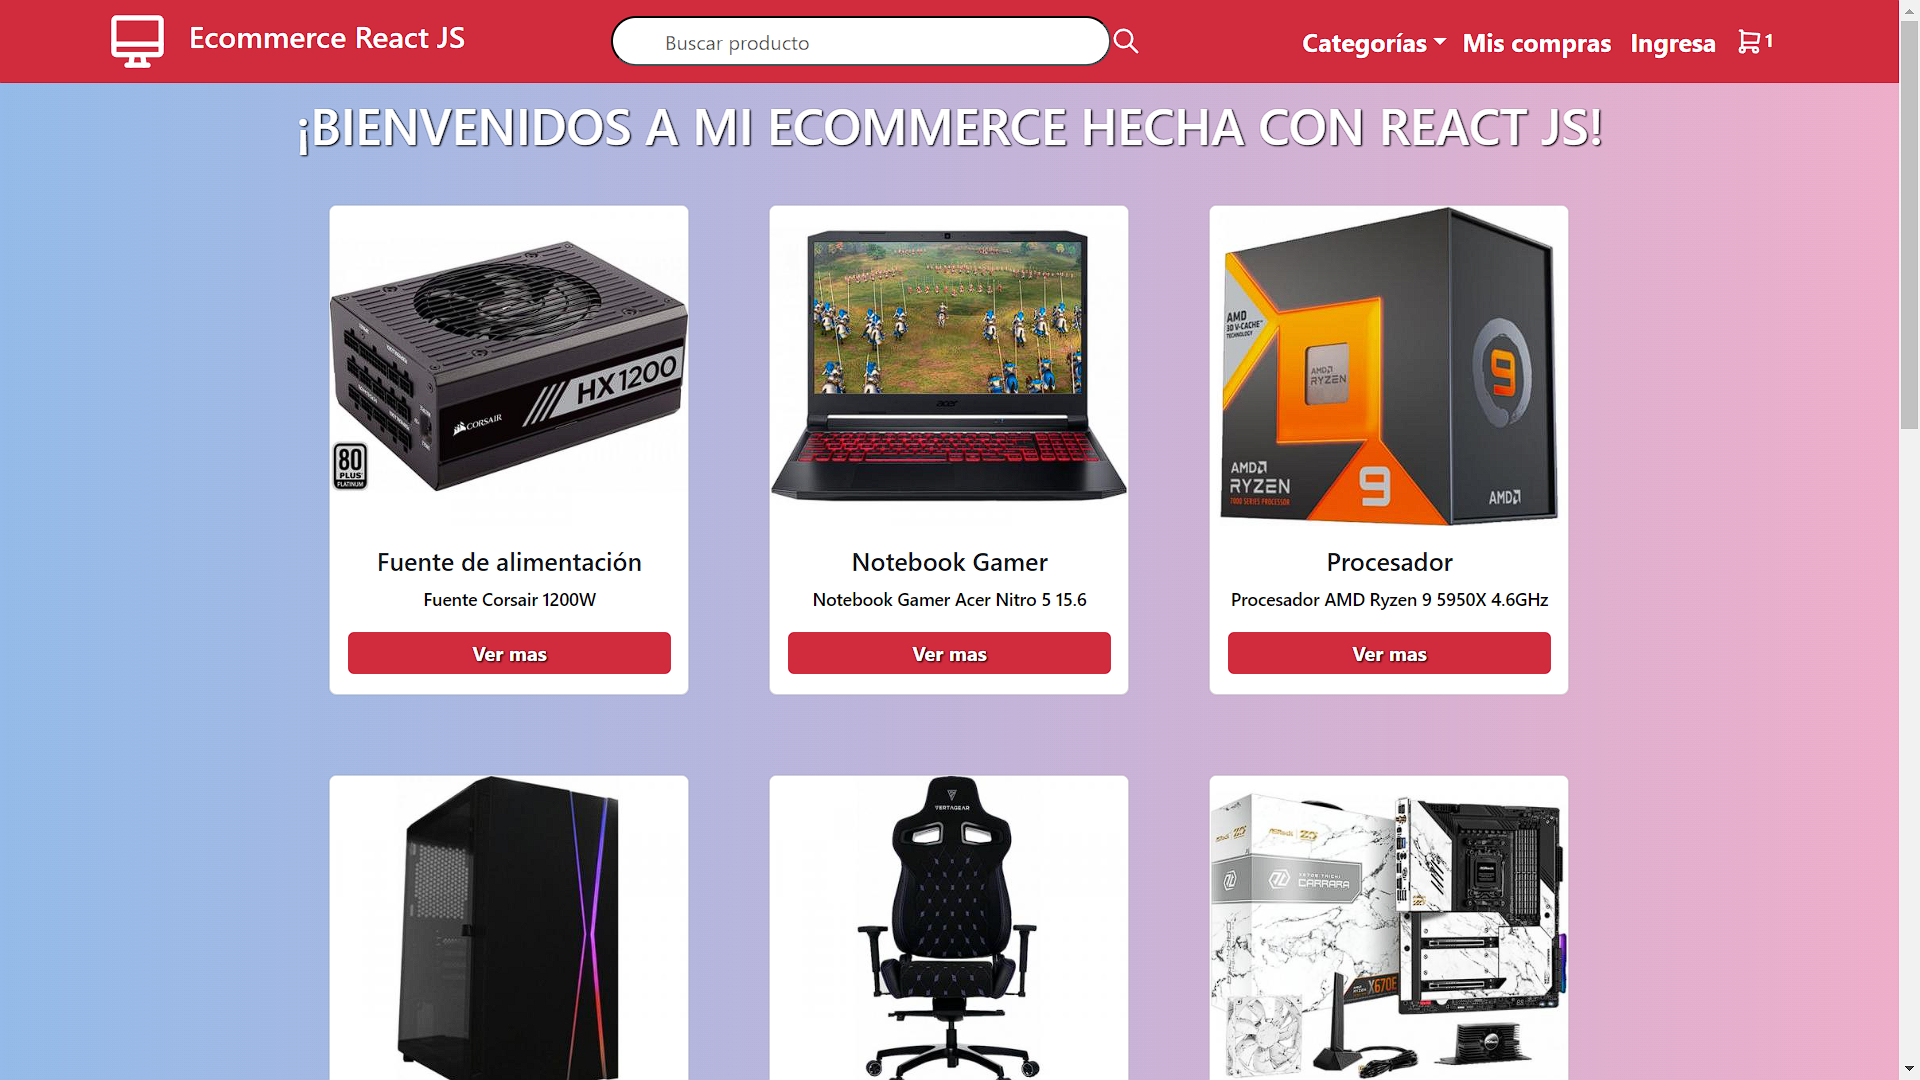 Ecommerce React JS
Buscar producto
Categorías
Mis compras
Ingresa
1
¡BIENVENIDOS A MI ECOMMERCE HECHA CON REACT JS!
HX1200
CORSAIR
80
PLUS
PLATINUM
Fuente de alimentación
Fuente Corsair 1200W
Ver mas
acer
Notebook Gamer
Notebook Gamer Acer Nitro 5 15.6
Ver mas
AMD
3D V-CACHE™
TECHNOLOGY
AMD
RYZEN
9
AMD
RYZEN
7000 SERIES PROCESSOR
9
AMD
Procesador
Procesador AMD Ryzen 9 5950X 4.6GHz
Ver mas
VERTAGEAR
X670E TAICHI
CARRARA
X670E